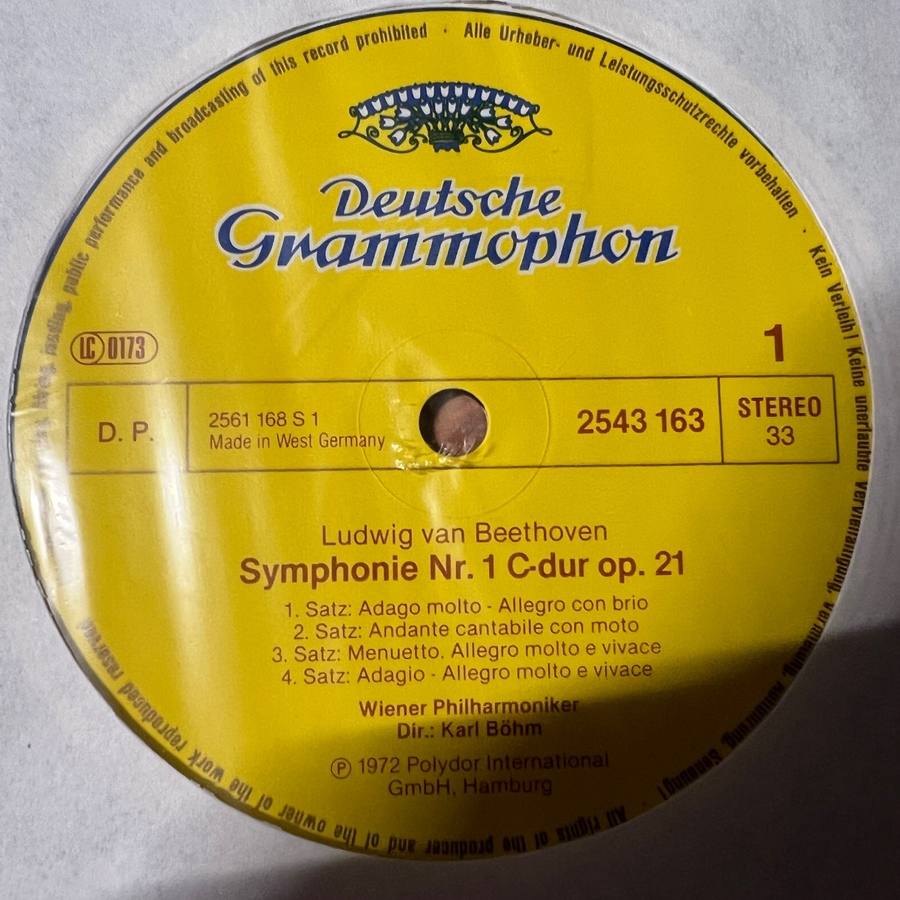 public performance and broadcasting of this record prohibited · Alle Urheber- und Leistungsschutzrechte vorbehalten · Kein Verleih! Keine unerlaubte Vervielfältigung, Vermietung, Aufführung, Sendung!
All rights of the producer and of the owner of the work reproduced reserved
Deutsche
Grammophon
LC 0173
1
D. P.
2561 168 S 1
Made in West Germany
2543 163
STEREO
33
Ludwig van Beethoven
Symphonie Nr. 1 C-dur op. 21
1. Satz: Adago molto - Allegro con brio
2. Satz: Andante cantabile con moto
3. Satz: Menuetto. Allegro molto e vivace
4. Satz: Adagio - Allegro molto e vivace
Wiener Philharmoniker
Dir.: Karl Böhm
Ⓟ 1972 Polydor International
GmbH, Hamburg